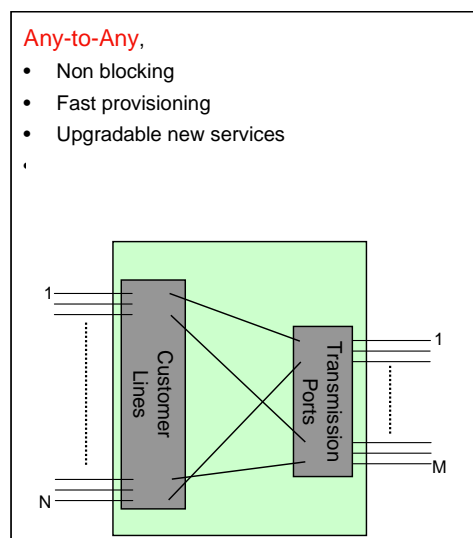 Any-to-Any,
• Non blocking
• Fast provisioning
• Upgradable new services
•
1
Customer
Lines
N
Transmission
Ports
1
M